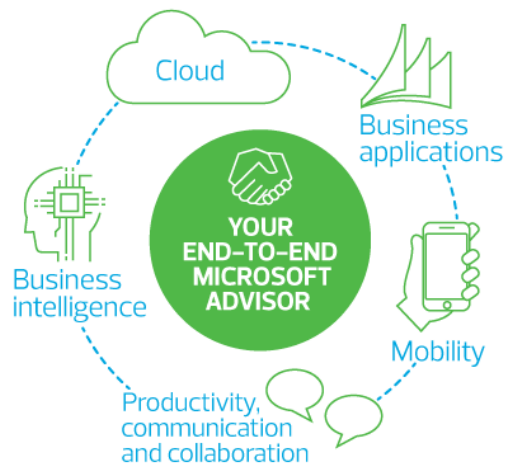 Cloud
Business
applications
YOUR
END-TO-END
MICROSOFT
ADVISOR
Business
intelligence
Mobility
Productivity,
communication
and collaboration